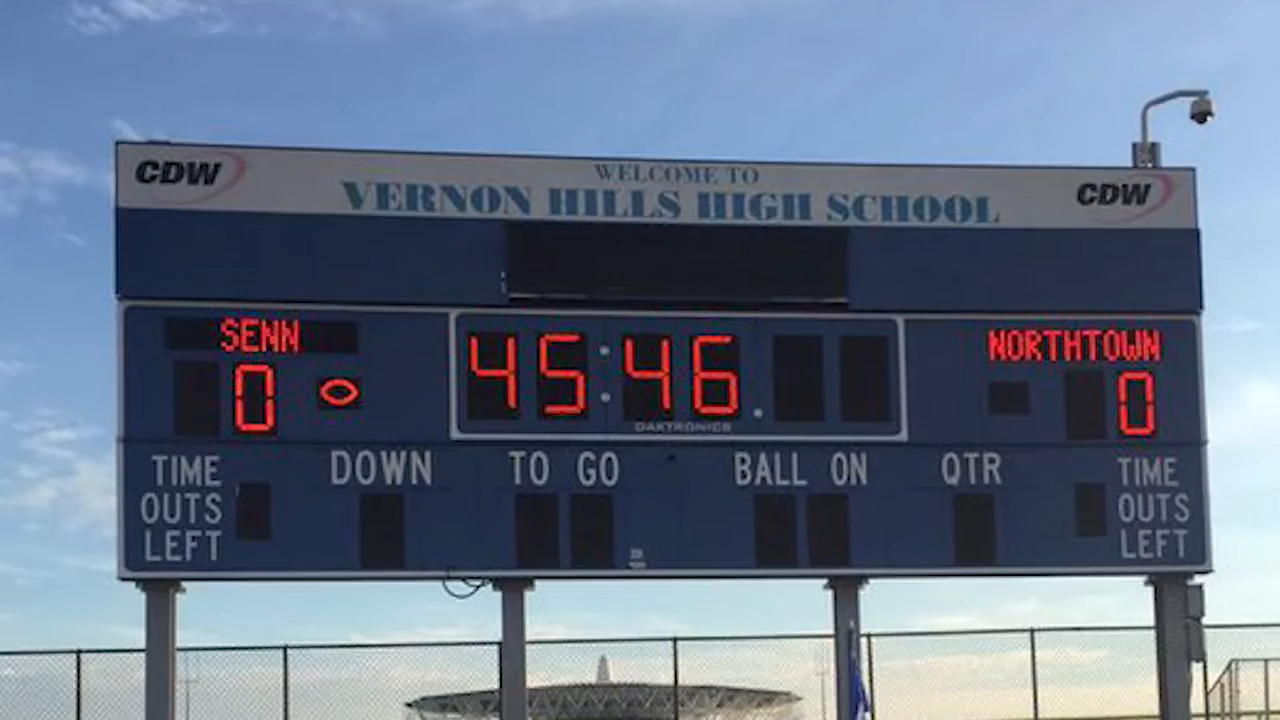 CDW
WELCOME TO
VERNON HILLS HIGH SCHOOL
CDW
SENN
NORTHTOWN
0
45:46
0
DAKTRONICS
TIME OUTS LEFT
DOWN
TO GO
BALL ON
QTR
TIME OUTS LEFT